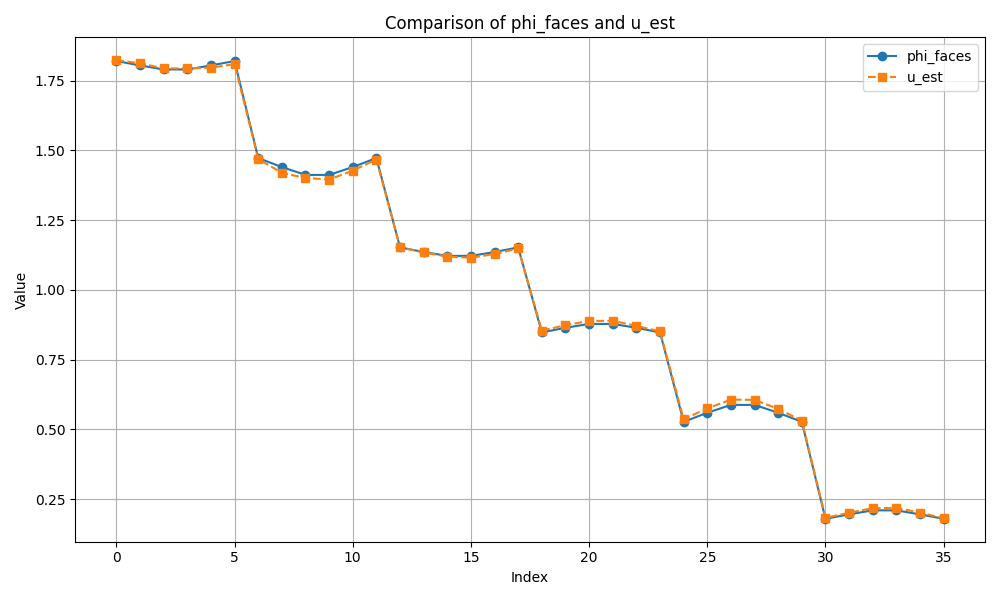 Comparison of phi_faces and u_est
phi_faces
u_est
Value
1.75
1.50
1.25
1.00
0.75
0.50
0.25
0 5 10 15 20 25 30 35
Index